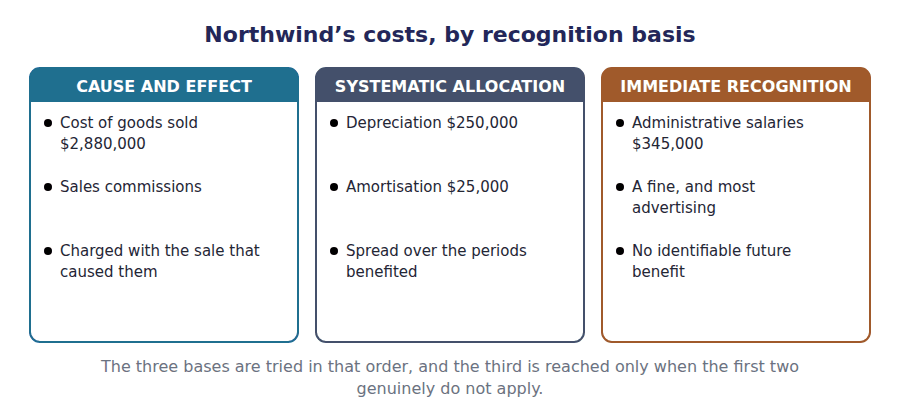 Northwind’s costs, by recognition basis
CAUSE AND EFFECT
Cost of goods sold
$2,880,000
Sales commissions
Charged with the sale that
caused them
SYSTEMATIC ALLOCATION
Depreciation $250,000
Amortisation $25,000
Spread over the periods
benefited
IMMEDIATE RECOGNITION
Administrative salaries
$345,000
A fine, and most
advertising
No identifiable future
benefit
The three bases are tried in that order, and the third is reached only when the first two
genuinely do not apply.